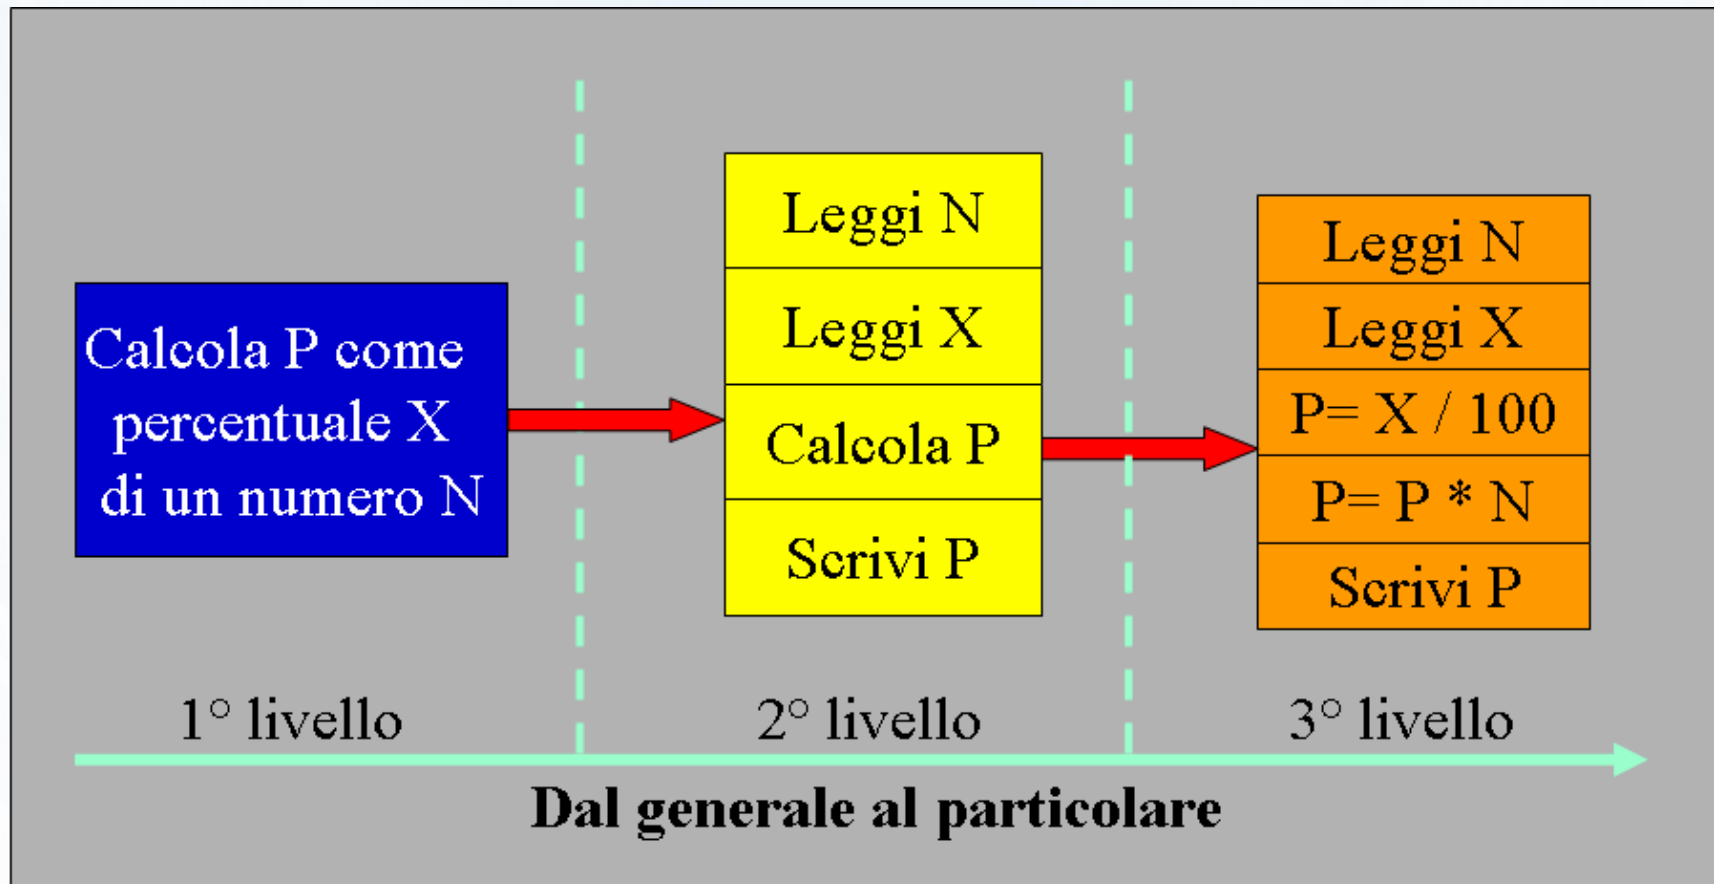 Calcola P come
percentuale X
di un numero N
Leggi N
Leggi X
Calcola P
Scrivi P
Leggi N
Leggi X
P= X / 100
P= P * N
Scrivi P
1° livello
2° livello
3° livello
Dal generale al particolare